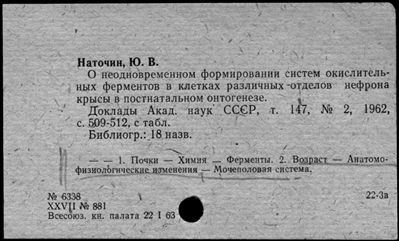 Наточин, Ю. В.
О неодновременном формировании систем окислитель-
ных ферментов в клетках различных отделов нефрона
крысы в постнатальном онтогенезе.
Доклады Акад. наук СССР, т. 147, № 2, 1962,
с. 509-512, с табл.
Библиогр.: 18 назв.
— — 1. Почки — Химия — Ферменты. 2. Возраст — Анатомо-
физиологические изменения — Мочеполовая система.
№ 6338
22-3а
XXVII № 881
Всесоюз. кн. палата 22 I 63